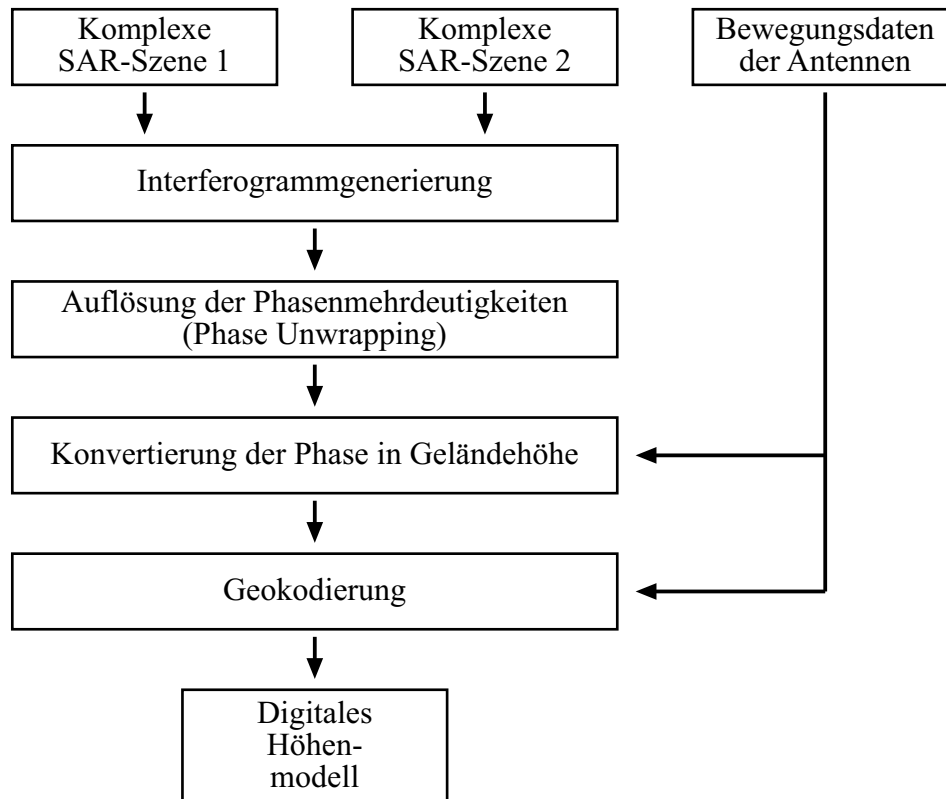 Komplexe
SAR-Szene 1
Komplexe
SAR-Szene 2
Bewegungsdaten
der Antennen
Interferogrammgenerierung
Auflösung der Phasenmehrdeutigkeiten
(Phase Unwrapping)
Konvertierung der Phase in Geländehöhe
Geokodierung
Digitales
Höhen-
modell